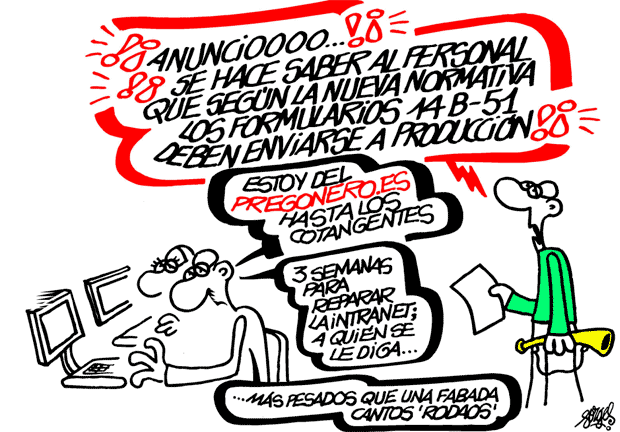 ¡¡ANUNCIOOOO... !!
¡¡ SE HACE SABER AL PERSONAL
QUE SEGÚN LA NUEVA NORMATIVA
LOS FORMULARIOS 14 B-51
DEBEN ENVIARSE A PRODUCCIÓN !!
ESTOY DEL
PREGONERO.ES
HASTA LOS
COTANGENTES
3 SEMANAS
PARA
REPARAR
LA INTRANET;
A QUIEN SE
LE DIGA...
...MÁS PESADOS QUE UNA FABADA
CANTOS 'RODAOS'